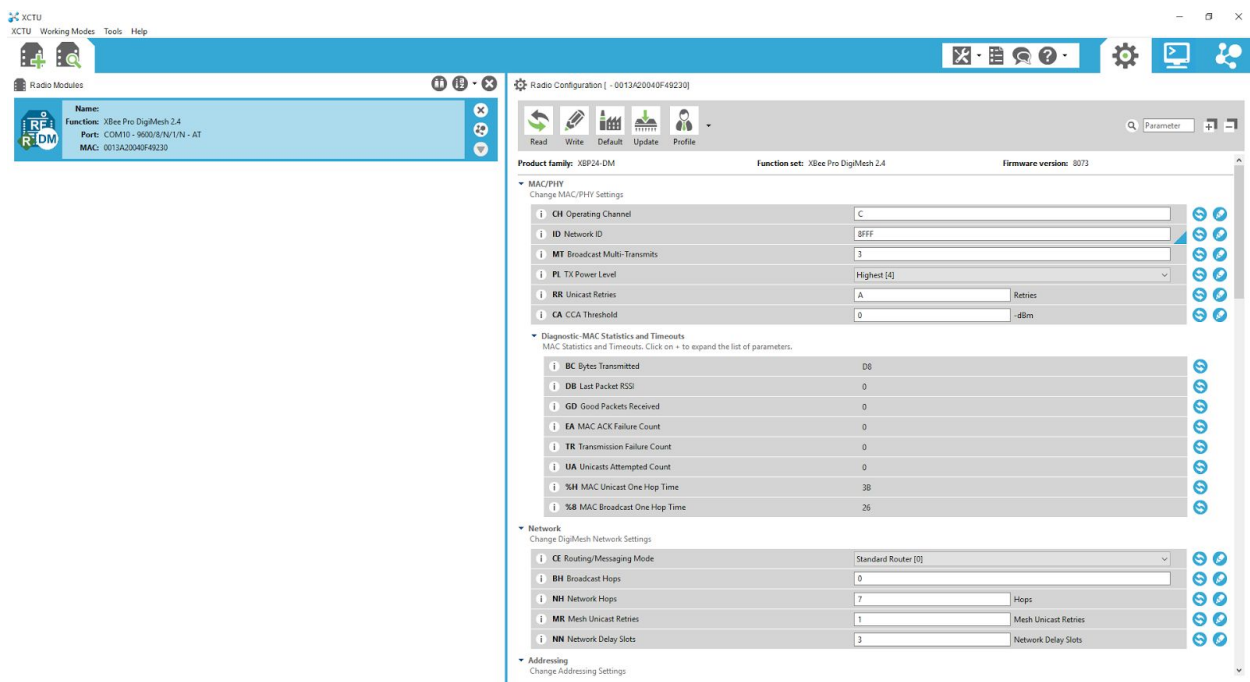 XCTU
XCTU Working Modes Tools Help
Radio Modules
Name:
Function: XBee Pro DigiMesh 2.4
Port: COM10 - 9600/8/N/1/N - AT
MAC: 0013A20040F49230
RF
R DM
Radio Configuration [ - 0013A20040F49230]
Read Write Default Update Profile
Parameter
Product family: XBP24-DM Function set: XBee Pro DigiMesh 2.4 Firmware version: 8073
MAC/PHY
Change MAC/PHY Settings
i CH Operating Channel C
i ID Network ID 8FFF
i MT Broadcast Multi-Transmits 3
i PL TX Power Level Highest [4]
i RR Unicast Retries A Retries
i CA CCA Threshold 0 -dBm
Diagnostic-MAC Statistics and Timeouts
MAC Statistics and Timeouts. Click on + to expand the list of parameters.
i BC Bytes Transmitted D8
i DB Last Packet RSSI 0
i GD Good Packets Received 0
i EA MAC ACK Failure Count 0
i TR Transmission Failure Count 0
i UA Unicasts Attempted Count 0
i %H MAC Unicast One Hop Time 3B
i %8 MAC Broadcast One Hop Time 26
Network
Change DigiMesh Network Settings
i CE Routing/Messaging Mode Standard Router [0]
i BH Broadcast Hops 0
i NH Network Hops 7 Hops
i MR Mesh Unicast Retries 1 Mesh Unicast Retries
i NN Network Delay Slots 3 Network Delay Slots
Addressing
Change Addressing Settings